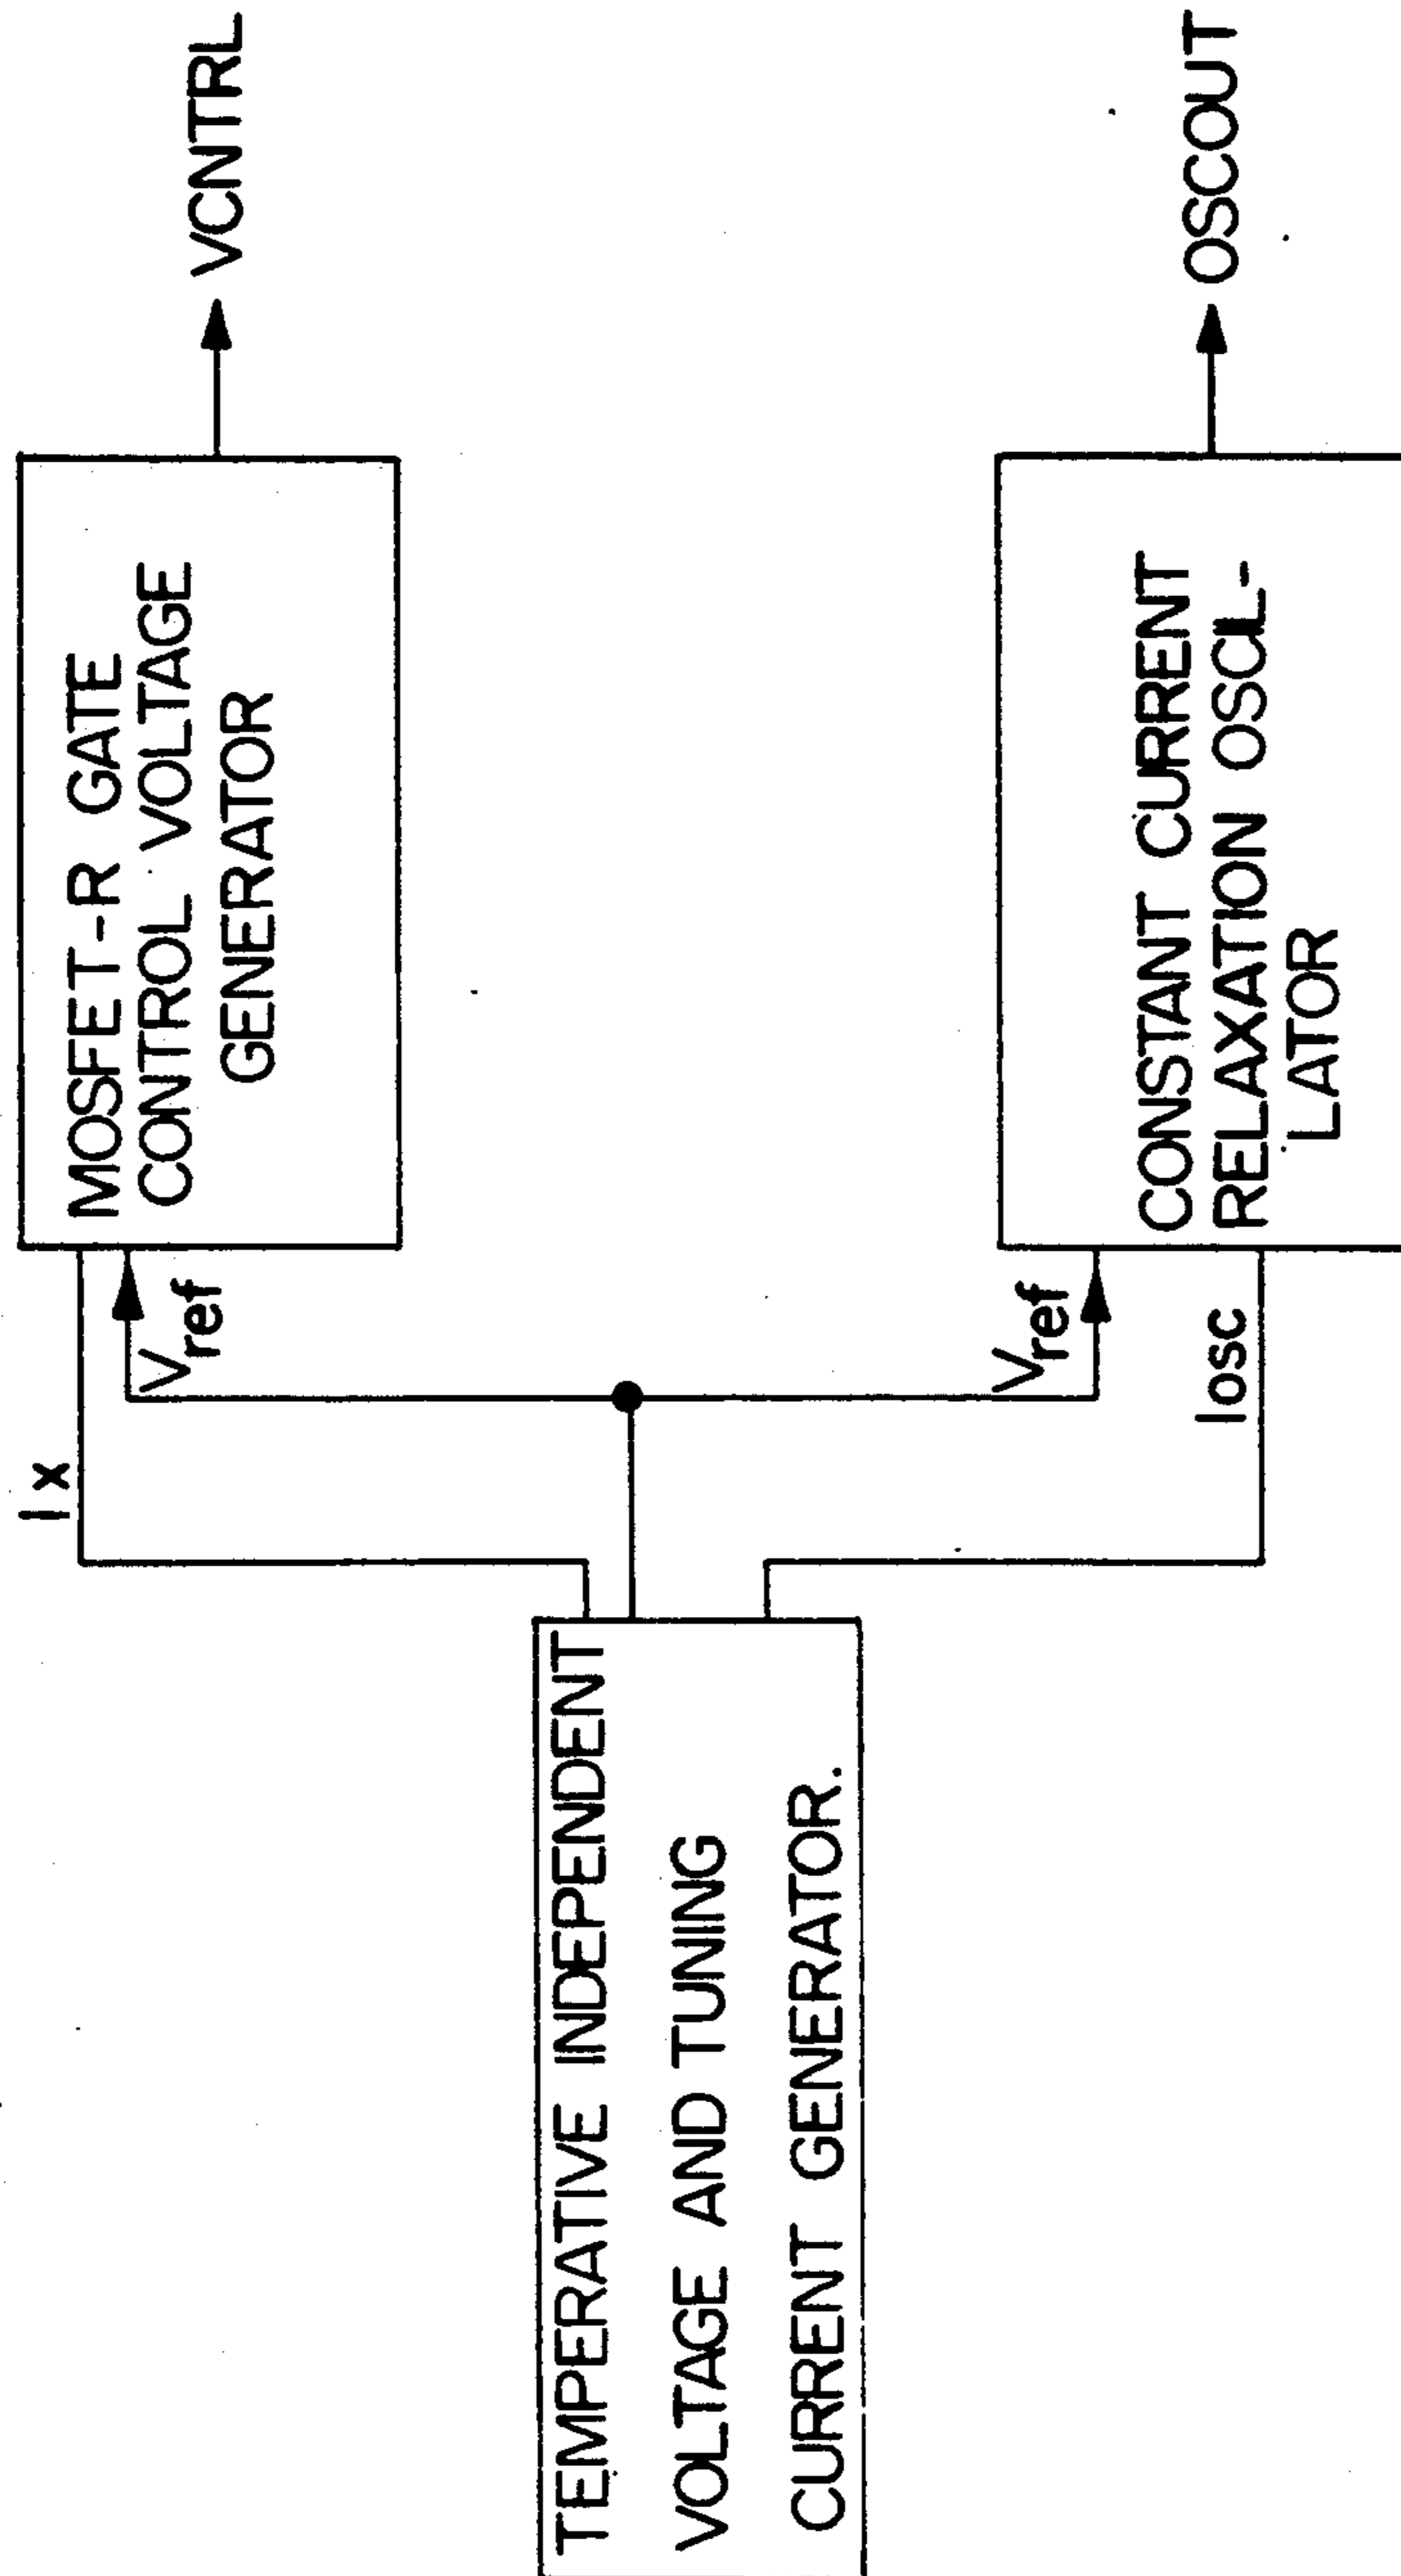 TEMPERATIVE INDEPENDENT
VOLTAGE AND TUNING
CURRENT GENERATOR.
Ix
Vref
MOSFET-R GATE
CONTROL VOLTAGE
GENERATOR
VCNTRL
Vref
Iosc
CONSTANT CURRENT
RELAXATION OSCIL-
LATOR
OSCOUT